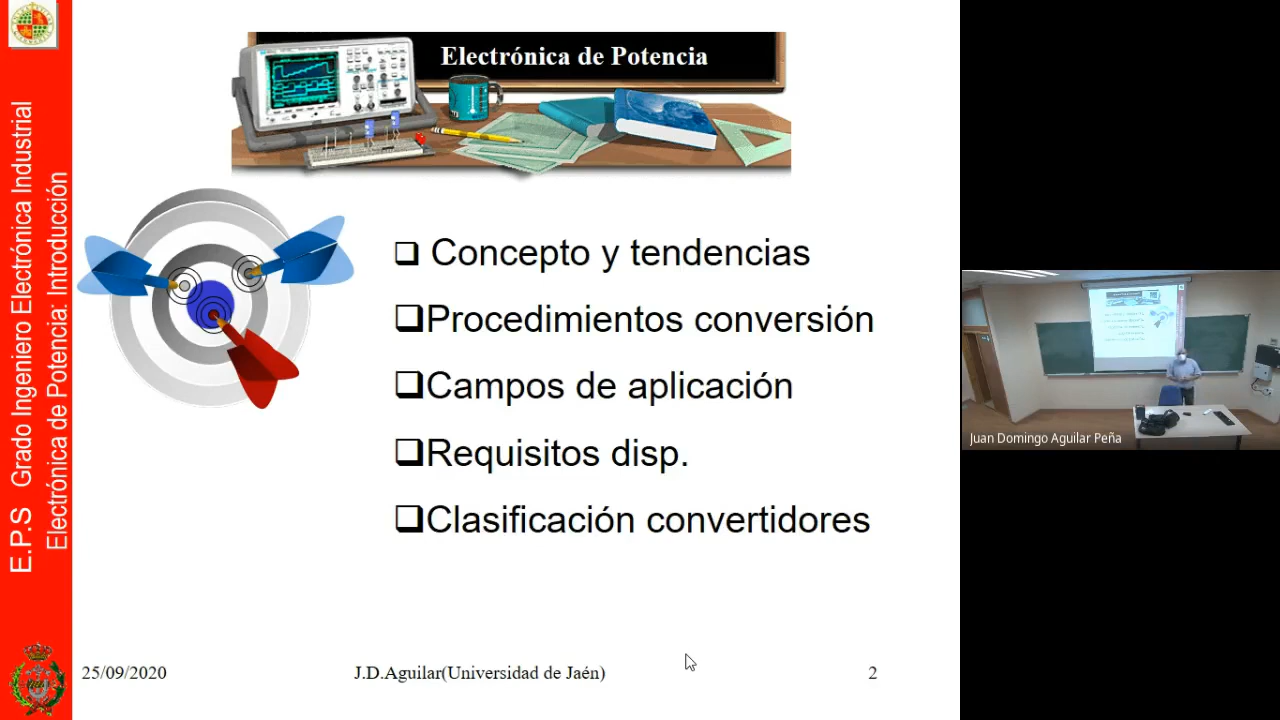 E.P.S Grado Ingeniero Electrónica Industrial
Electrónica de Potencia: Introducción
Electrónica de Potencia
❑ Concepto y tendencias
❑Procedimientos conversión
❑Campos de aplicación
❑Requisitos disp.
❑Clasificación convertidores
25/09/2020
J.D.Aguilar(Universidad de Jaén)
2
Juan Domingo Aguilar Peña